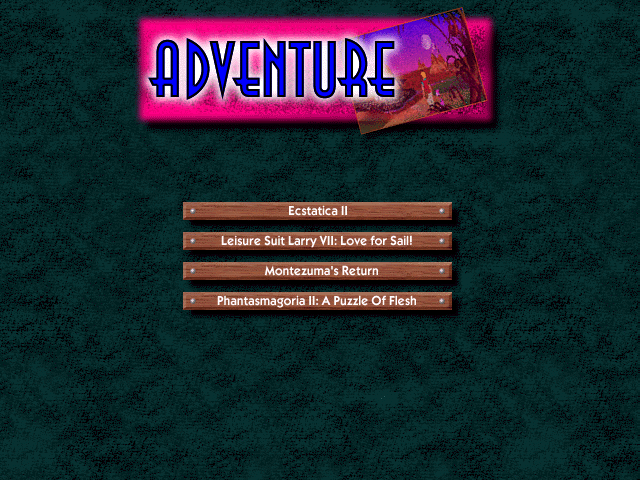 ADVENTURE
Ecstatica II
Leisure Suit Larry VII: Love for Sail!
Montezuma's Return
Phantasmagoria II: A Puzzle Of Flesh